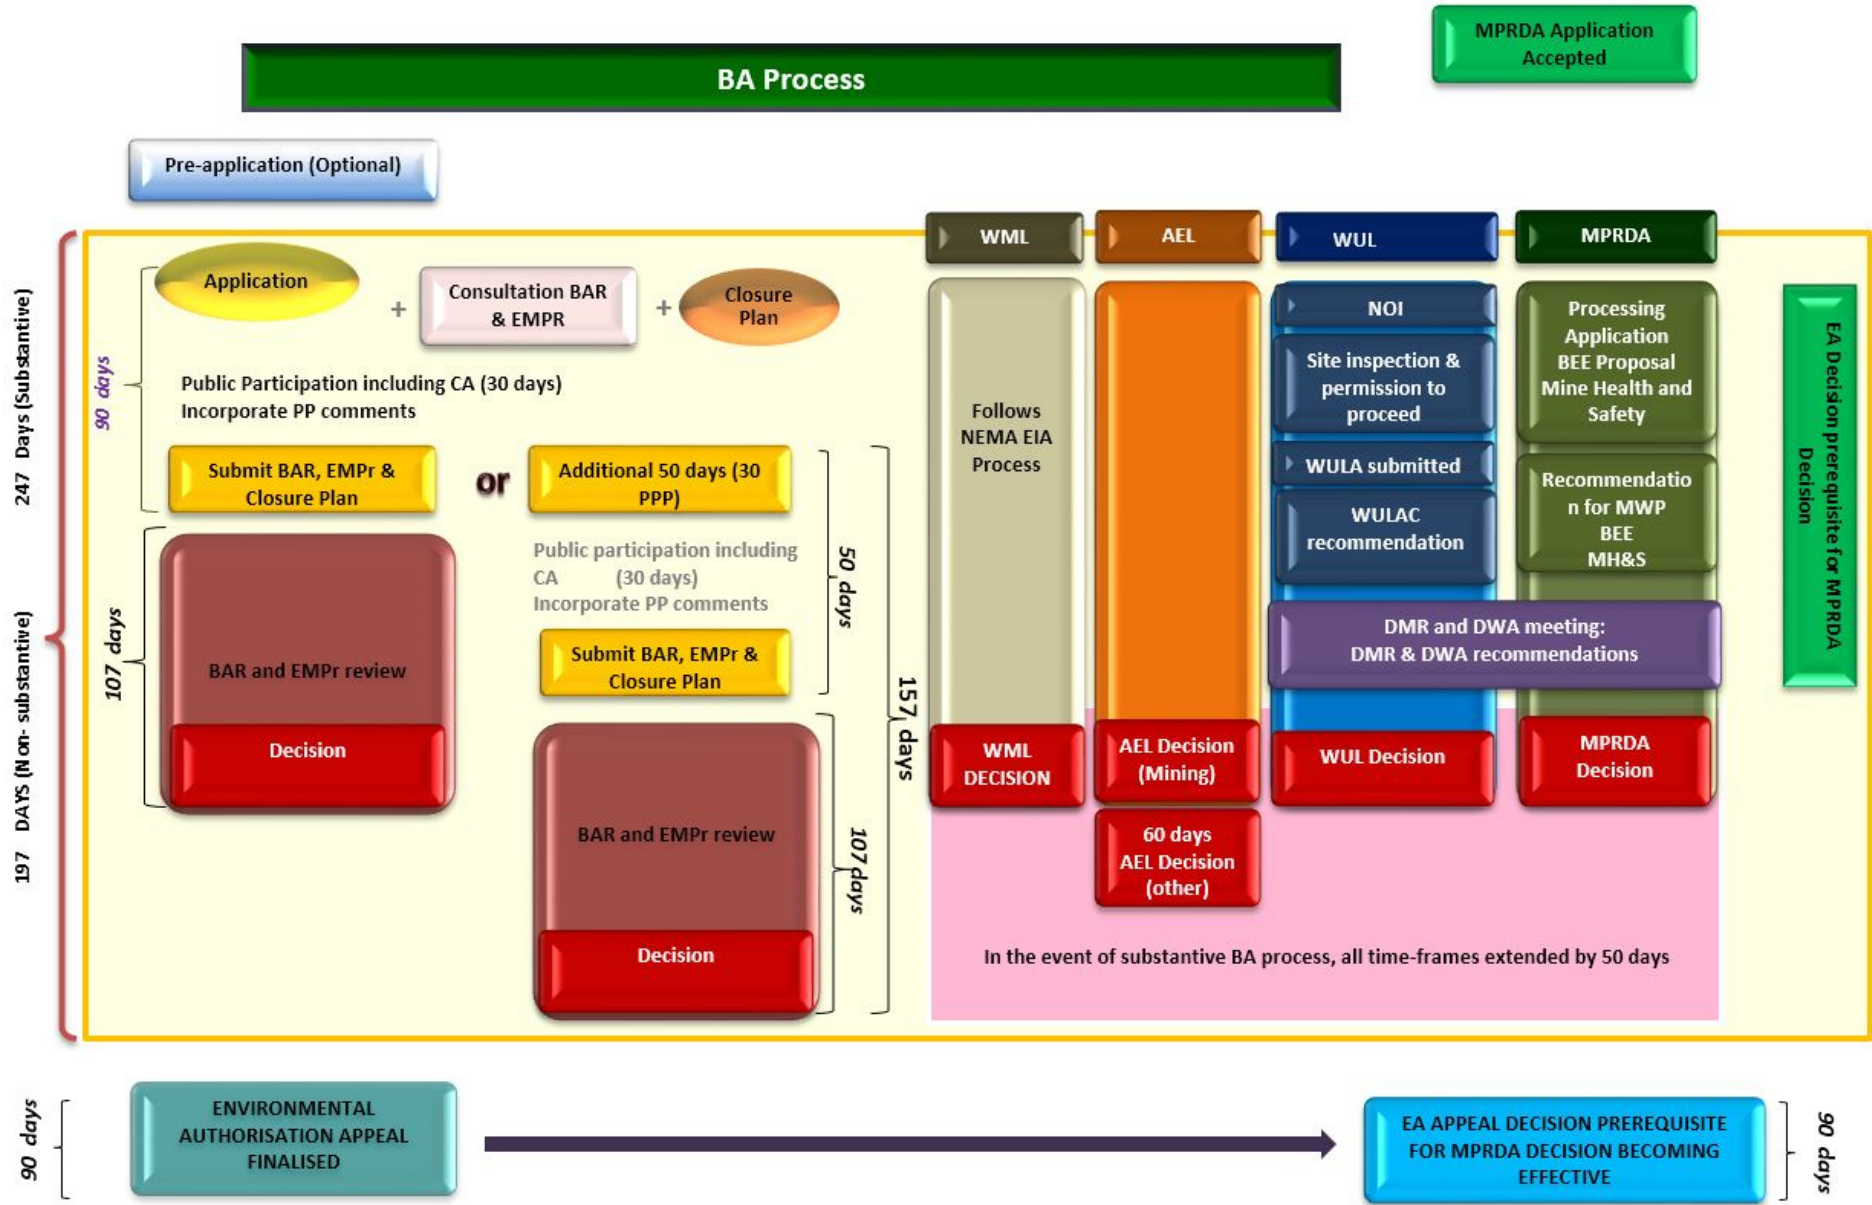 MPRDA Application
Accepted
BA Process
Pre-application (Optional)
247 Days (Substantive)
197 DAYS (Non- substantive)
90 days
Application
+
Consultation BAR
& EMPR
+
Closure
Plan
Public Participation including CA (30 days)
Incorporate PP comments
Submit BAR, EMPr &
Closure Plan
or
Additional 50 days (30
PPP)
107 days
BAR and EMPr review
Decision
Public participation including
CA (30 days)
Incorporate PP comments
Submit BAR, EMPr &
Closure Plan
50 days
BAR and EMPr review
Decision
107 days
157 days
WML
Follows
NEMA EIA
Process
WML
DECISION
AEL
AEL Decision
(Mining)
60 days
AEL Decision
(other)
WUL
NOI
Site inspection &
permission to
proceed
WULA submitted
WULAC
recommendation
MPRDA
Processing
Application
BEE Proposal
Mine Health and
Safety
Recommendatio
n for MWP
BEE
MH&S
DMR and DWA meeting:
DMR & DWA recommendations
WUL Decision
MPRDA
Decision
EA Decision prerequisite for MPRDA
Decision
In the event of substantive BA process, all time-frames extended by 50 days
90 days
ENVIRONMENTAL
AUTHORISATION APPEAL
FINALISED
EA APPEAL DECISION PREREQUISITE
FOR MPRDA DECISION BECOMING
EFFECTIVE
90 days